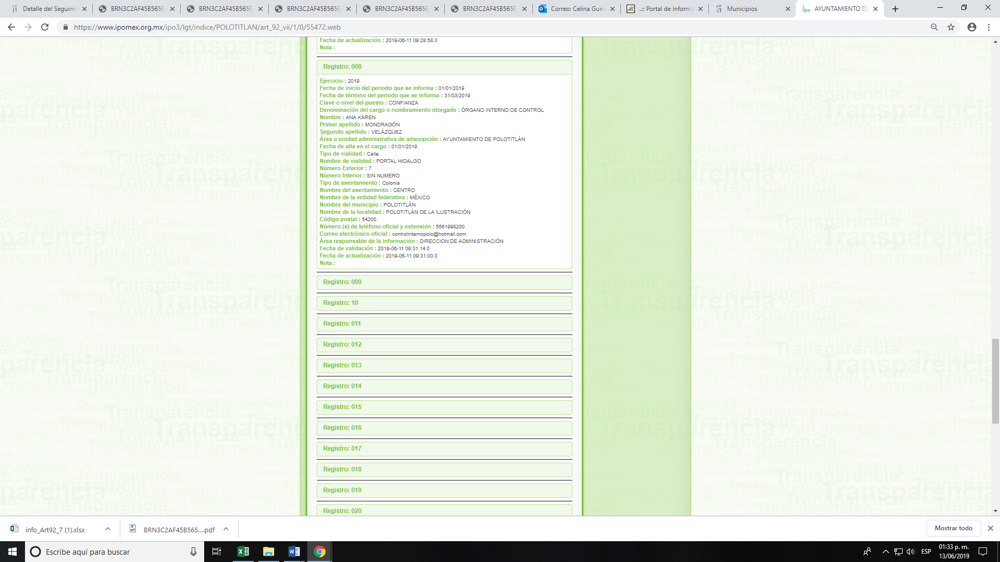 Detalle del Seguimi
BRN3C2AF45B565E
BRN3C2AF45B565E
BRN3C2AF45B565E
BRN3C2AF45B565E
BRN3C2AF45B565E
Correo: Celina Guev
..:: Portal de Informa
Municipios
AYUNTAMIENTO DE
https://www.ipomex.org.mx/ipo3/lgt/indice/POLOTITLAN/art_92_vii/1/0/55472.web
Fecha de actualización : 2019-06-11 09:28:58.0
Nota :
Registro: 008
Ejercicio : 2019
Fecha de inicio del periodo que se informa : 01/01/2019
Fecha de término del periodo que se informa : 31/03/2019
Clave o nivel del puesto : CONFIANZA
Denominación del cargo o nombramiento otorgado : ÓRGANO INTERNO DE CONTROL
Nombre : ANA KAREN
Primer apellido : MONDRAGÓN
Segundo apellido : VELÁZQUEZ
Área o unidad administrativa de adscripción : AYUNTAMIENTO DE POLOTITLÀN
Fecha de alta en el cargo : 01/01/2019
Tipo de vialidad : Calle
Nombre de vialidad : PORTAL HIDALGO
Número Exterior : 7
Número Interior : SIN NUMERO
Tipo de asentamiento : Colonia
Nombre del asentamiento : CENTRO
Nombre de la entidad federativa : MÉXICO
Nombre del municipio : POLOTITLÁN
Nombre de la localidad : POLOTITLÁN DE LA ILUSTRACIÓN
Código postal : 54200
Número (s) de teléfono oficial y extensión : 5561998200
Correo electrónico oficial : controlinternopolo@hotmail.com
Área responsable de la información : DIRECCION DE ADMINISTRACIÓN
Fecha de validación : 2019-06-11 09:31:14.0
Fecha de actualización : 2019-06-11 09:31:00.0
Nota :
Registro: 009
Registro: 10
Registro: 011
Registro: 012
Registro: 013
Registro: 014
Registro: 015
Registro: 016
Registro: 017
Registro: 018
Registro: 019
Registro: 020
info_Art92_7 (1).xlsx
BRN3C2AF45B565....pdf
Mostrar todo
Escribe aquí para buscar
ESP
01:33 p. m.
13/06/2019